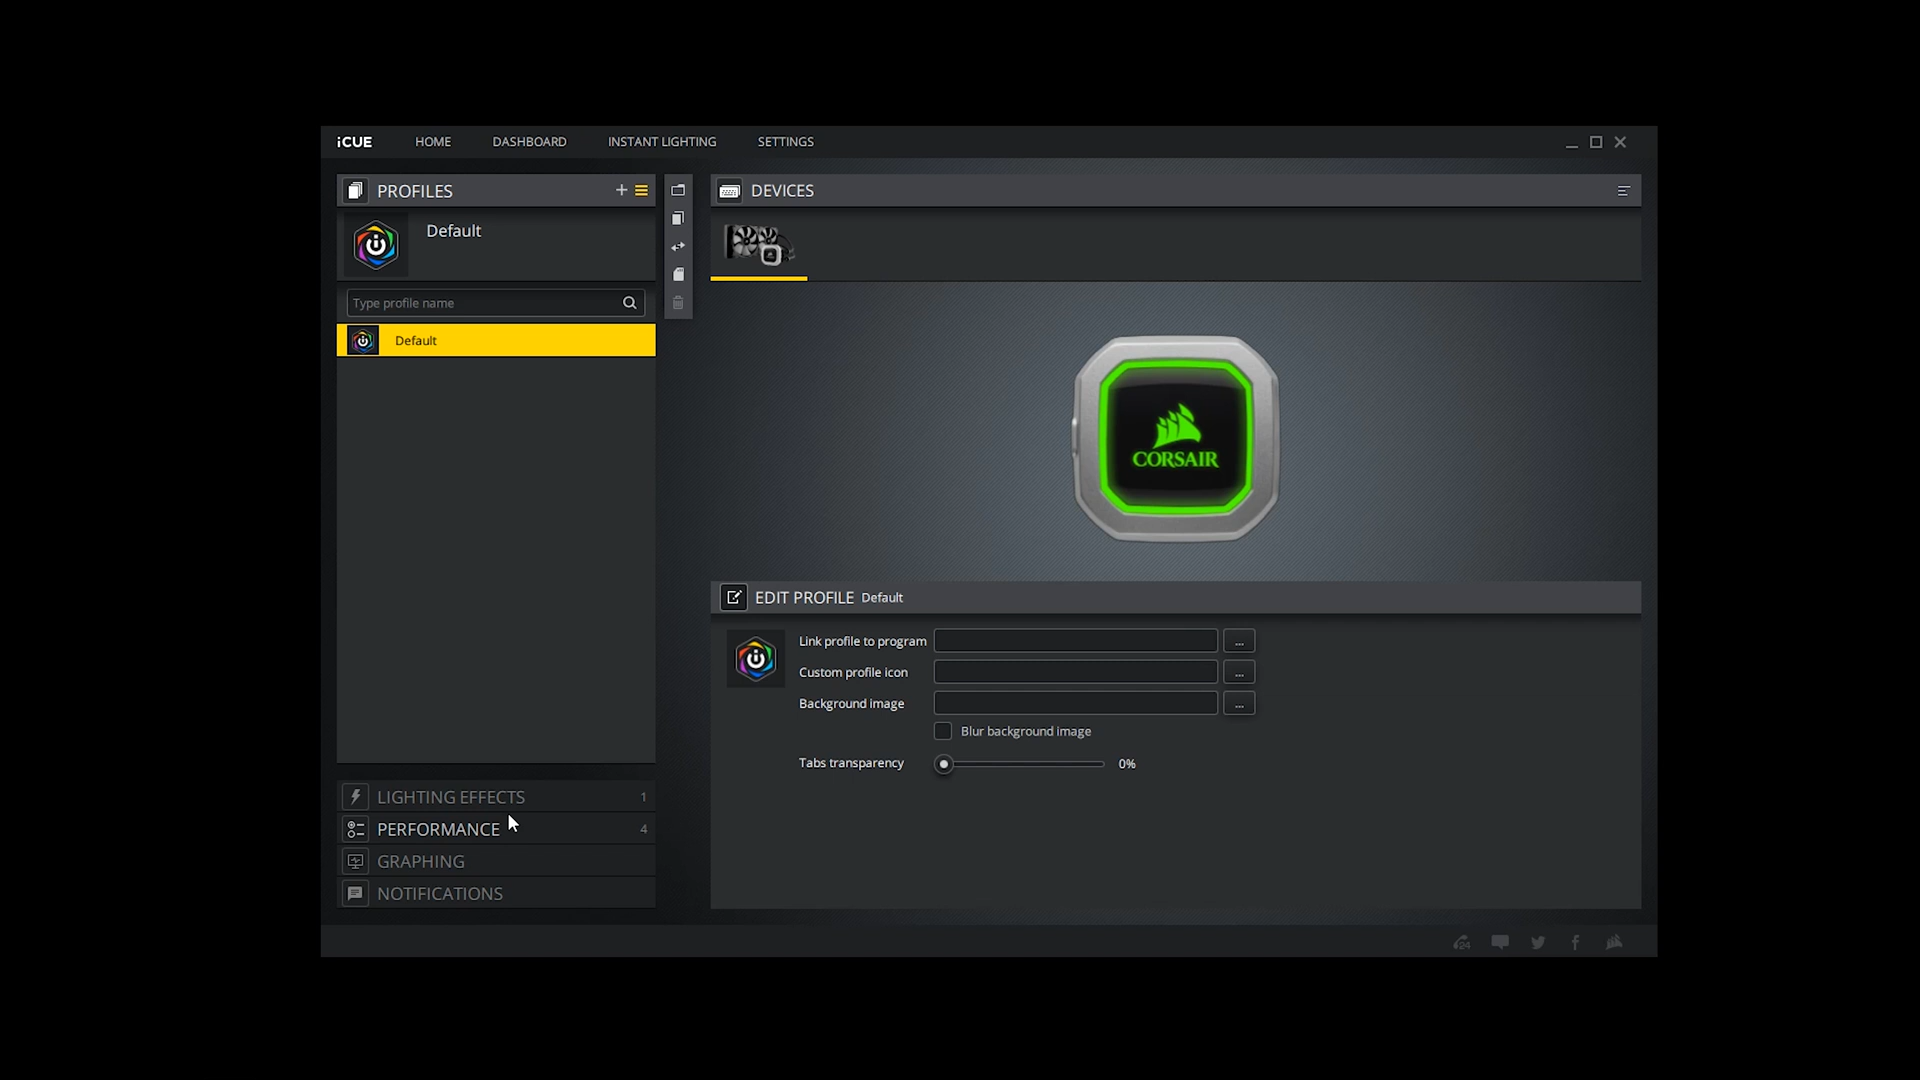 iCUE HOME DASHBOARD INSTANT LIGHTING SETTINGS
PROFILES
Default
Type profile name
Default
DEVICES
CORSAIR
EDIT PROFILE Default
Link profile to program ...
Custom profile icon ...
Background image ...
Blur background image
Tabs transparency 0%
LIGHTING EFFECTS 1
PERFORMANCE 4
GRAPHING
NOTIFICATIONS
24